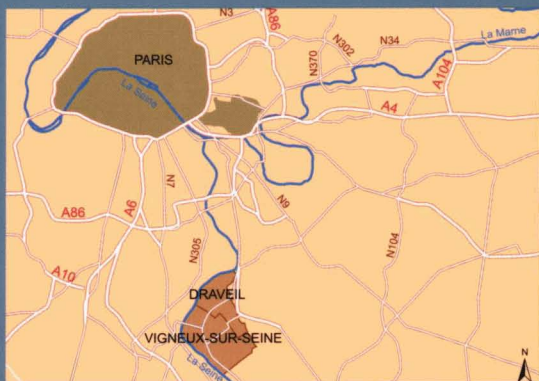 N3
A86
N302
N34
La Marne
N370
PARIS
A104
La Seine
A4
N7
N9
A6
A86
N305
N104
A10
DRAVEIL
VIGNEUX-SUR-SEINE
La Seine
N